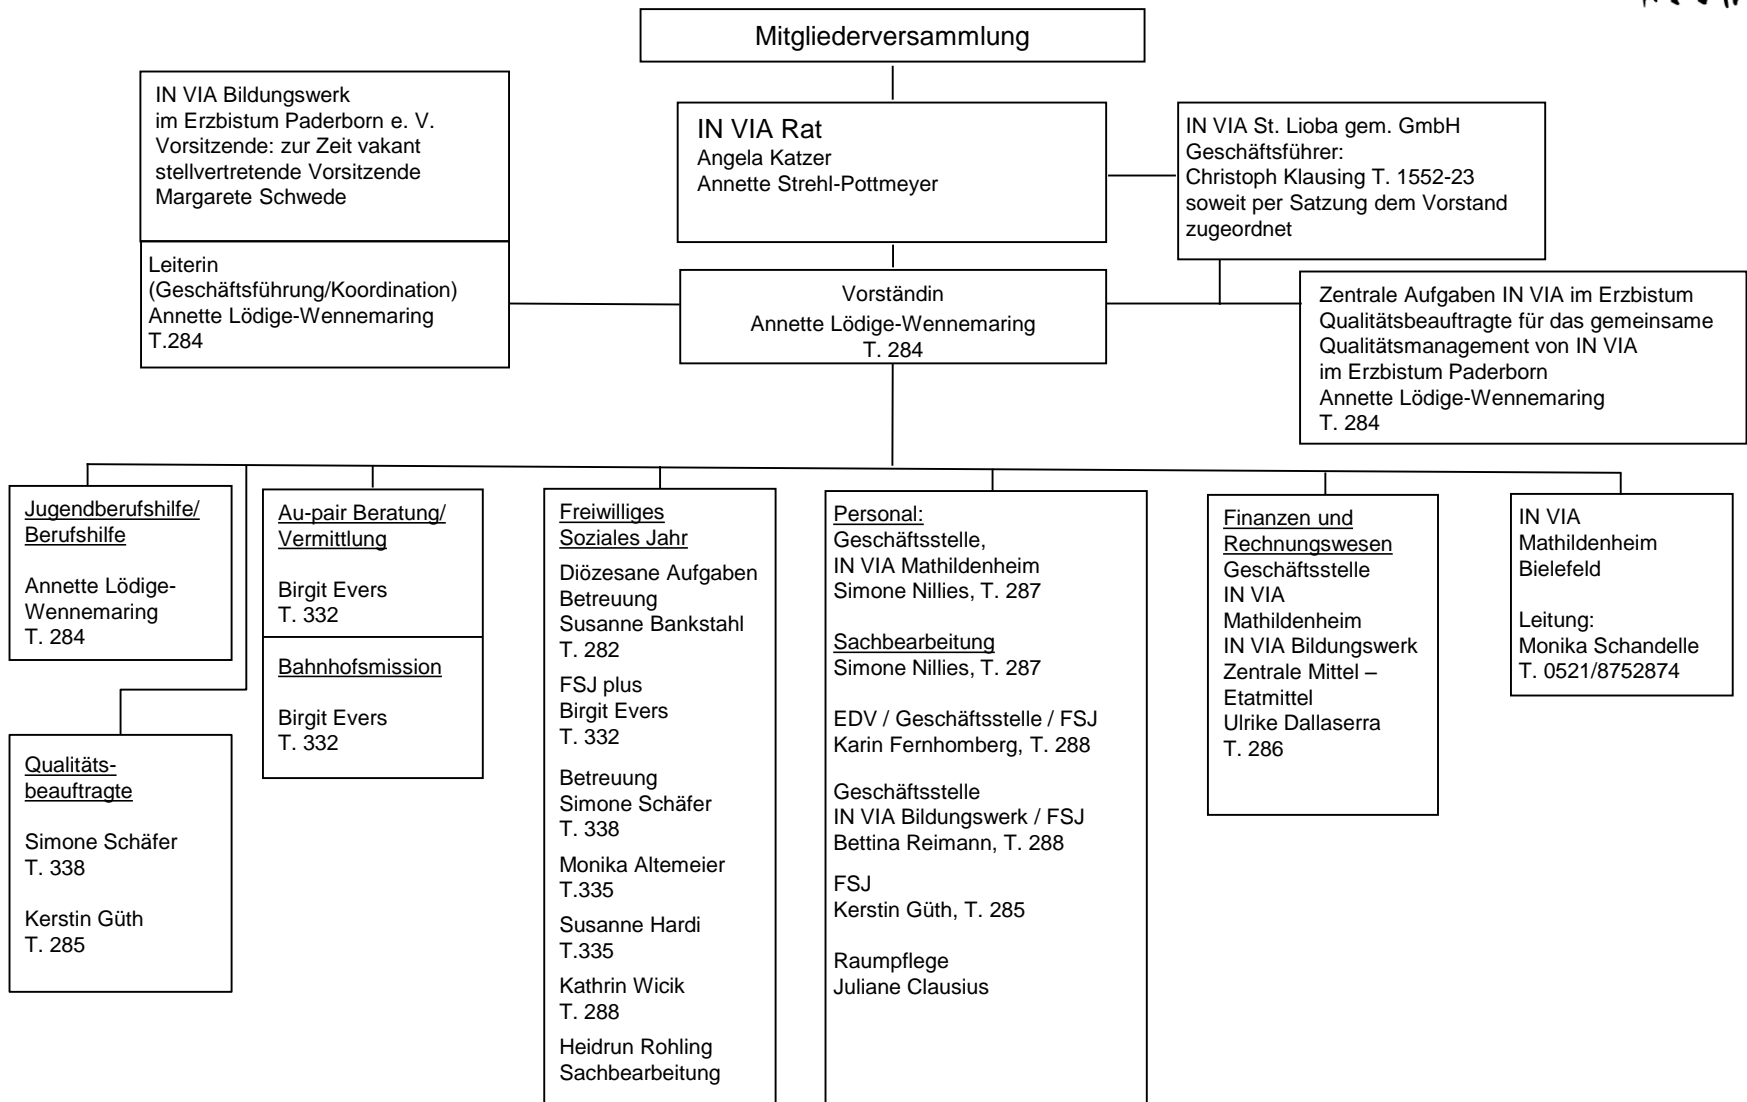 Mitgliederversammlung
IN VIA Bildungswerk
im Erzbistum Paderborn e. V.
Vorsitzende: zur Zeit vakant
stellvertretende Vorsitzende
Margarete Schwede
IN VIA Rat
Angela Katzer
Annette Strehl-Pottmeyer
IN VIA St. Lioba gem. GmbH
Geschäftsführer:
Christoph Klausing T. 1552-23
soweit per Satzung dem Vorstand
zugeordnet
Leiterin
(Geschäftsführung/Koordination)
Annette Lödige-Wennemaring
T.284
Vorständin
Annette Lödige-Wennemaring
T. 284
Zentrale Aufgaben IN VIA im Erzbistum
Qualitätsbeauftragte für das gemeinsame
Qualitätsmanagement von IN VIA
im Erzbistum Paderborn
Annette Lödige-Wennemaring
T. 284
Jugendberufshilfe/
Berufshilfe
Annette Lödige-
Wennemaring
T. 284
Qualitäts-
beauftragte
Simone Schäfer
T. 338
Kerstin Güth
T. 285
Au-pair Beratung/
Vermittlung
Birgit Evers
T. 332
Bahnhofsmission
Birgit Evers
T. 332
Freiwilliges
Soziales Jahr
Diözesane Aufgaben
Betreuung
Susanne Bankstahl
T. 282
FSJ plus
Birgit Evers
T. 332
Betreuung
Simone Schäfer
T. 338
Monika Altemeier
T.335
Susanne Hardi
T.335
Kathrin Wicik
T. 288
Heidrun Rohling
Sachbearbeitung
Personal:
Geschäftsstelle,
IN VIA Mathildenheim
Simone Nillies, T. 287
Sachbearbeitung
Simone Nillies, T. 287
EDV / Geschäftsstelle / FSJ
Karin Fernhomberg, T. 288
Geschäftsstelle
IN VIA Bildungswerk / FSJ
Bettina Reimann, T. 288
FSJ
Kerstin Güth, T. 285
Raumpflege
Juliane Clausius
Finanzen und
Rechnungswesen
Geschäftsstelle
IN VIA
Mathildenheim
IN VIA Bildungswerk
Zentrale Mittel –
Etatmittel
Ulrike Dallaserra
T. 286
IN VIA
Mathildenheim
Bielefeld
Leitung:
Monika Schandelle
T. 0521/8752874